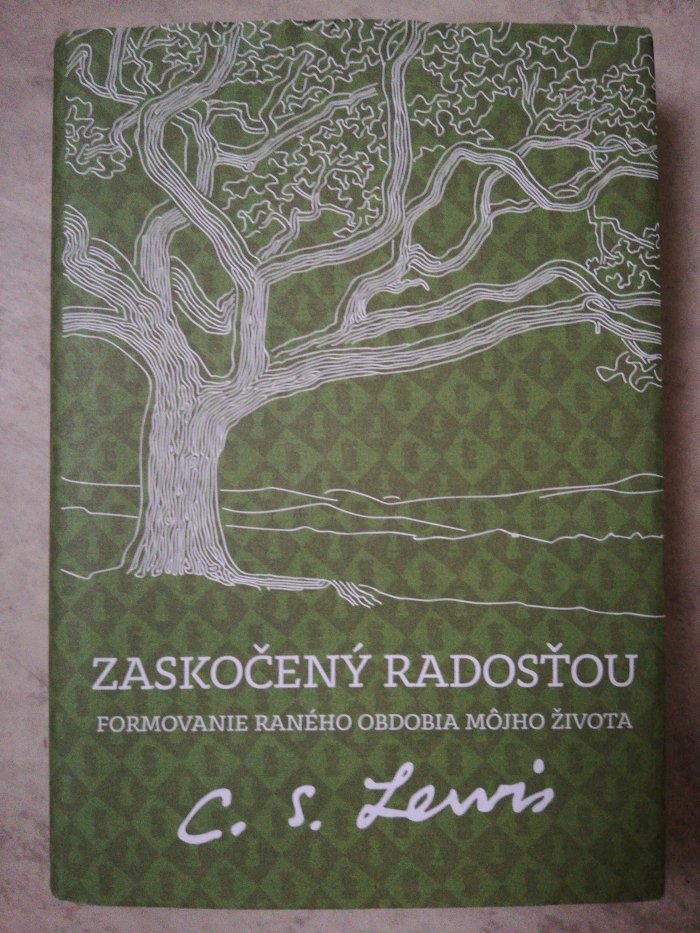 ZASKOČENÝ RADOSŤOU
FORMOVANIE RANÉHO OBDOBIA MÔJHO ŽIVOTA
C. S. Lewis